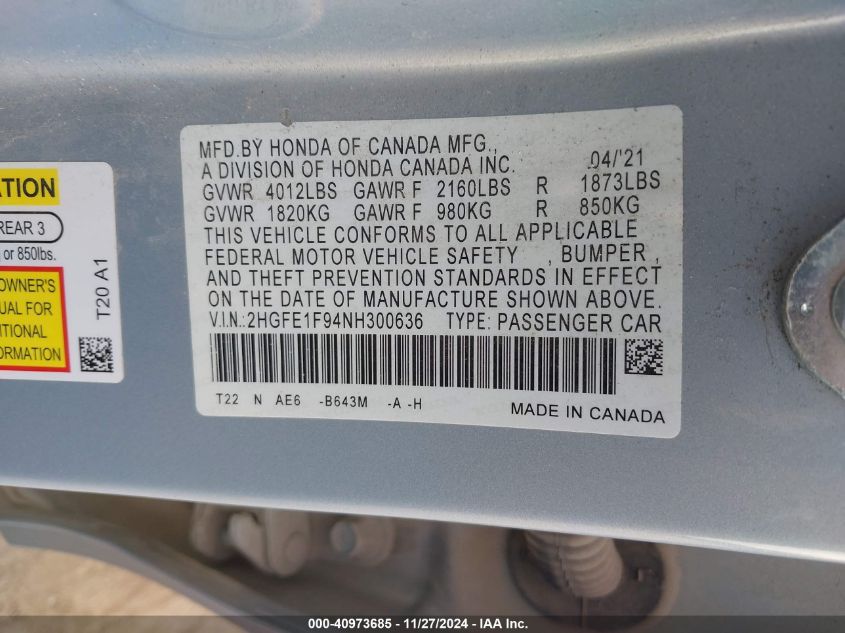 MFD.BY HONDA OF CANADA MFG.,
A DIVISION OF HONDA CANADA INC. 04/'21
GVWR 4012LBS GAWR F 2160LBS R 1873LBS
GVWR 1820KG GAWR F 980KG R 850KG
THIS VEHICLE CONFORMS TO ALL APPLICABLE
FEDERAL MOTOR VEHICLE SAFETY , BUMPER ,
AND THEFT PREVENTION STANDARDS IN EFFECT
ON THE DATE OF MANUFACTURE SHOWN ABOVE.
V.I.N.: 2HGFE1F94NH300636 TYPE: PASSENGER CAR
T22 N AE6 -B643M -A -H
MADE IN CANADA
ATION
REAR 3
or 850lbs.
OWNER'S
UAL FOR
ITIONAL
FORMATION
T20 A1
000-40973685 - 11/27/2024 - IAA Inc.